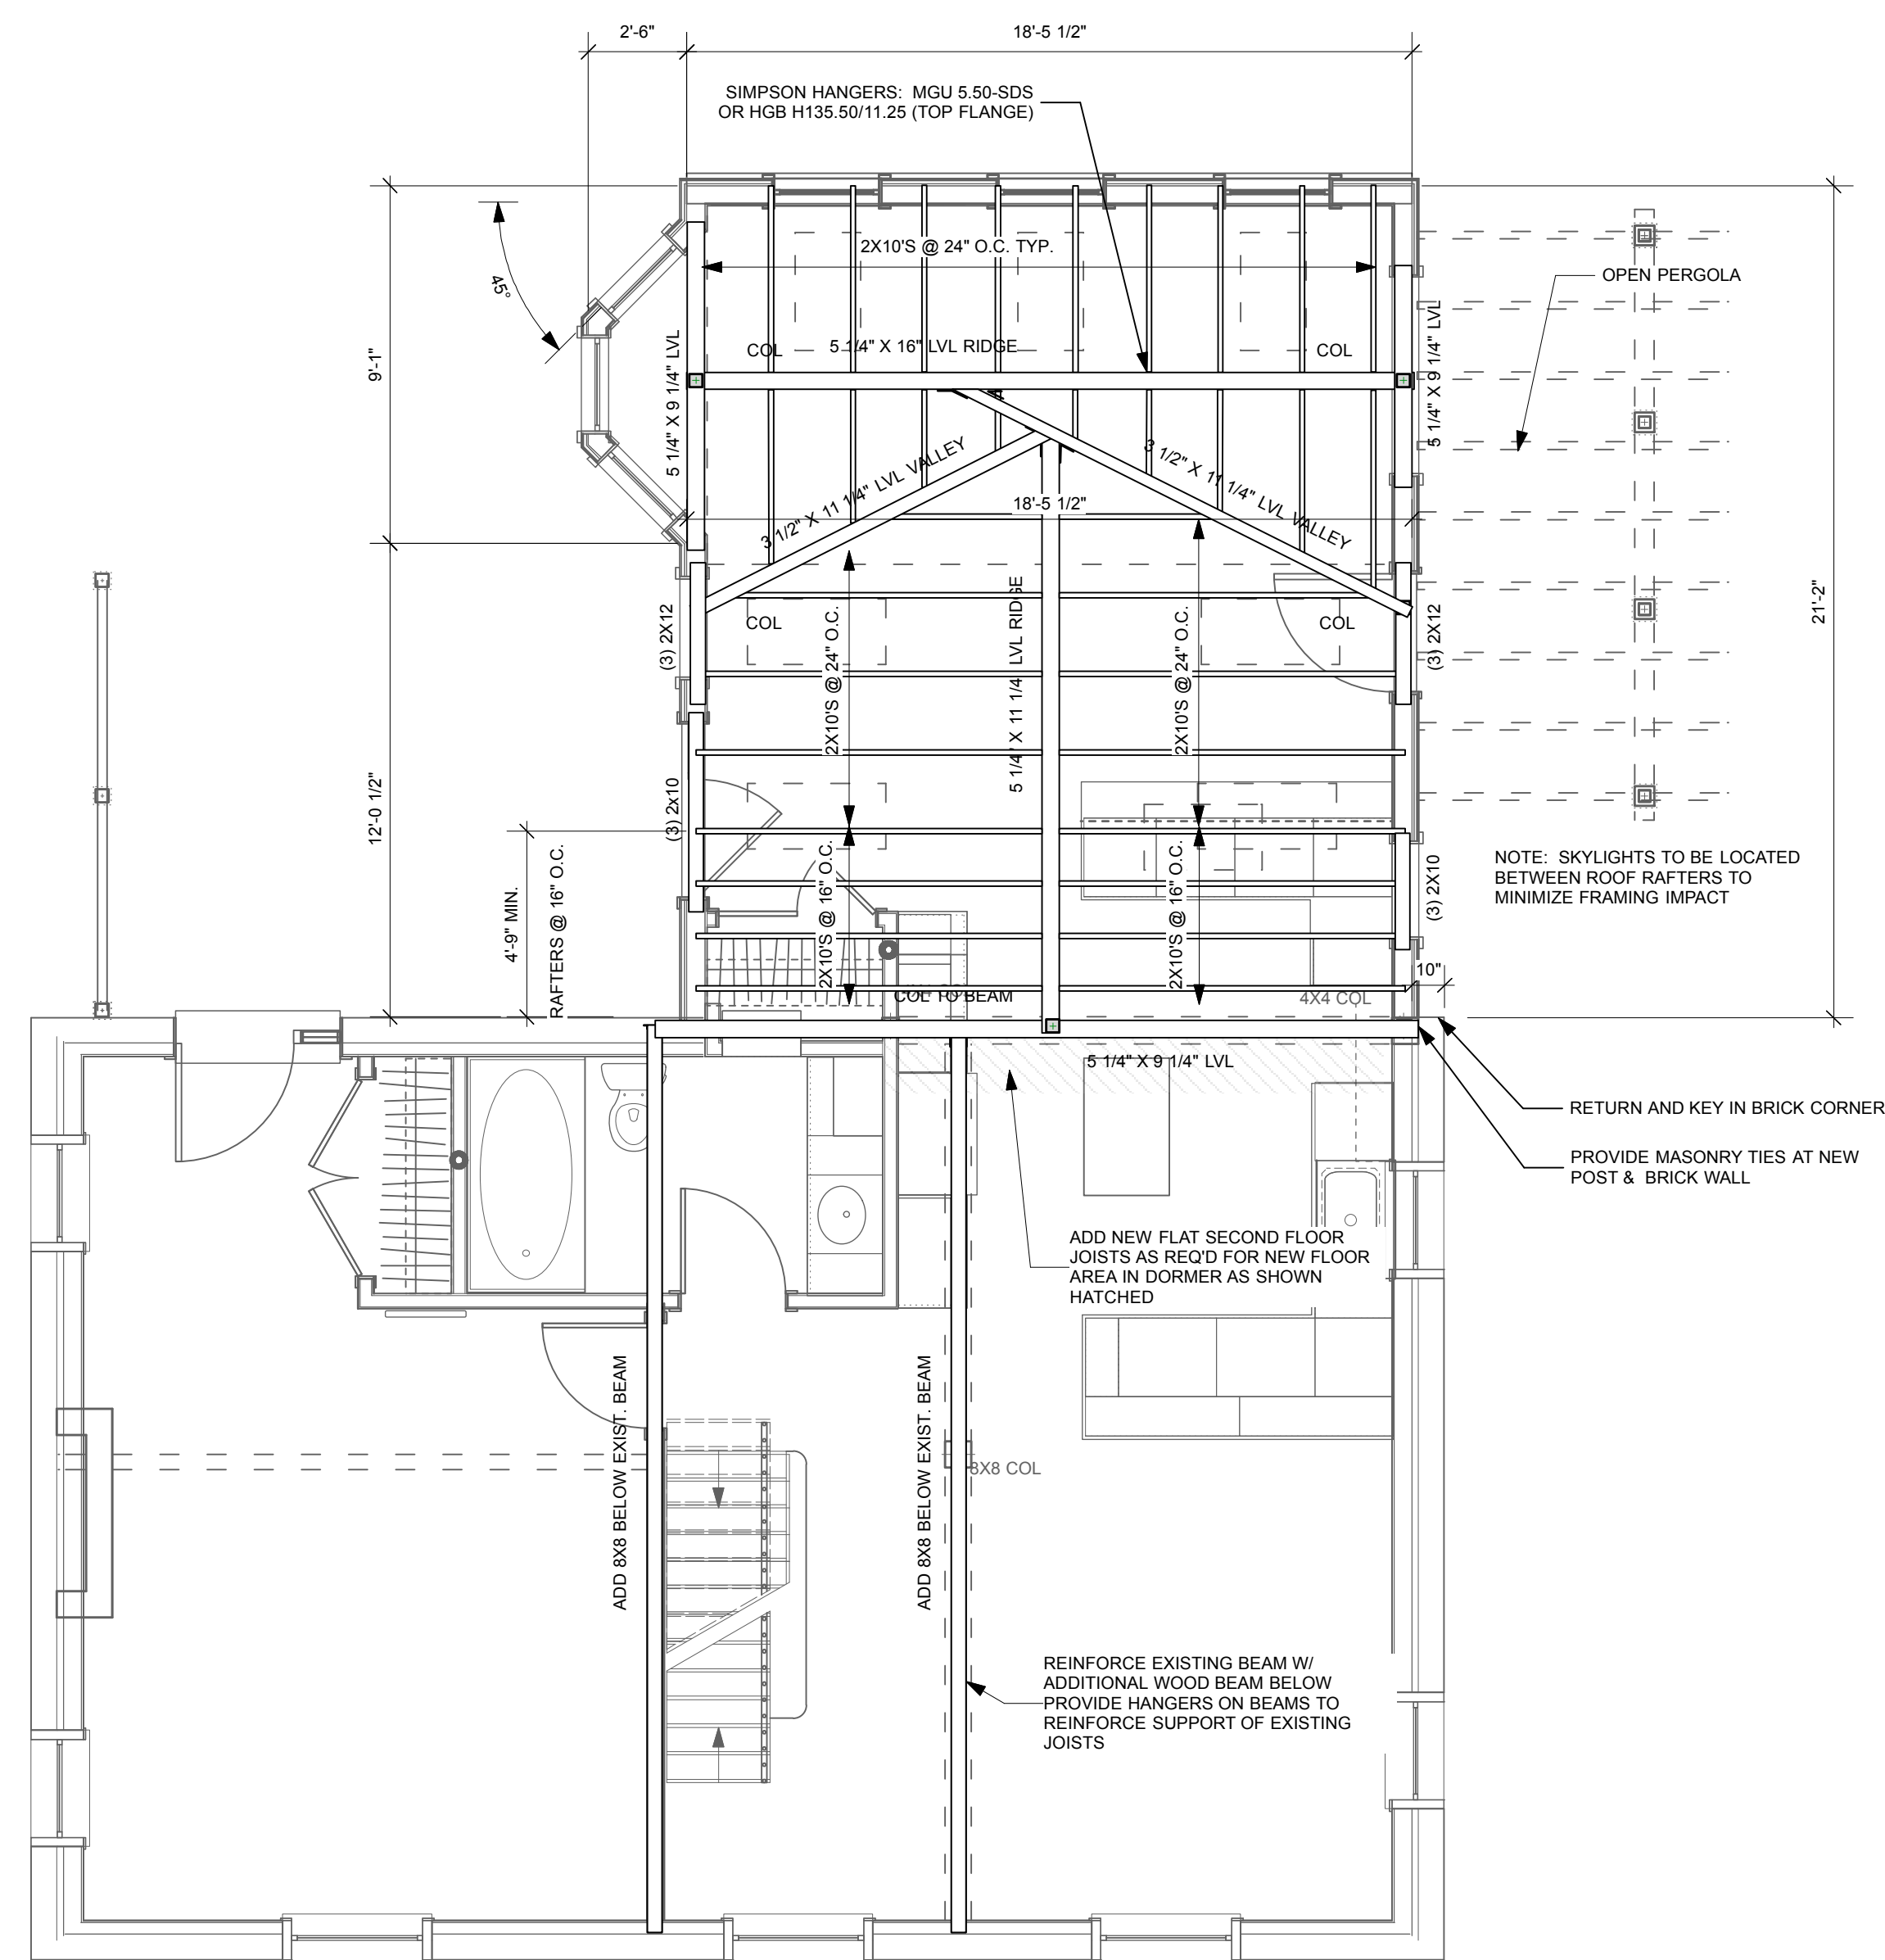 2'-6"
18'-5 1/2"
SIMPSON HANGERS:  MGU 5.50-SDS
OR HGB H135.50/11.25 (TOP FLANGE)
2X10'S @ 24" O.C. TYP.
45°
OPEN PERGOLA
COL
5 1/4" X 16" LVL RIDGE
COL
9'-1"
5 1/4" X 9 1/4" LVL
5 1/4" X 9 1/4" LVL
3 1/2" X 11 1/4" LVL VALLEY
3 1/2" X 11 1/4" LVL VALLEY
18'-5 1/2"
21'-2"
COL
COL
(3) 2X12
(3) 2X12
2X10'S @ 24" O.C.
5 1/4" X 11 1/4" LVL RIDGE
2X10'S @ 24" O.C.
12'-0 1/2"
(3) 2x10
4'-9" MIN.
RAFTERS @ 16" O.C.
2X10'S @ 16" O.C.
2X10'S @ 16" O.C.
(3) 2X10
NOTE:  SKYLIGHTS TO BE LOCATED
BETWEEN ROOF RAFTERS TO
MINIMIZE FRAMING IMPACT
10"
COL TO BEAM
4X4 COL
5 1/4" X 9 1/4" LVL
RETURN AND KEY IN BRICK CORNER
PROVIDE MASONRY TIES AT NEW
POST &  BRICK WALL
ADD NEW FLAT SECOND FLOOR
JOISTS AS REQ'D FOR NEW FLOOR
AREA IN DORMER AS SHOWN
HATCHED
ADD 8X8 BELOW EXIST. BEAM
ADD 8X8 BELOW EXIST. BEAM
8X8 COL
REINFORCE EXISTING BEAM W/
ADDITIONAL WOOD BEAM BELOW
PROVIDE HANGERS ON BEAMS TO
REINFORCE SUPPORT OF EXISTING
JOISTS